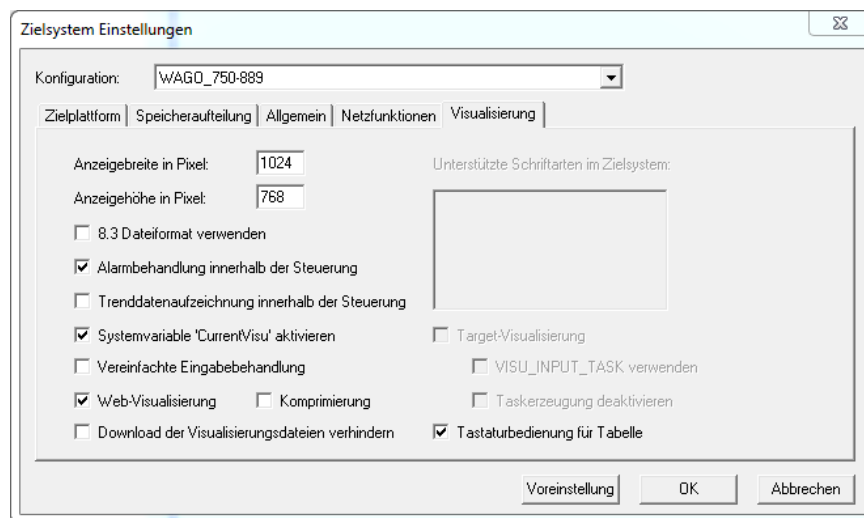 Zielsystem Einstellungen
Konfiguration: WAGO_750-889
Zielplattform Speicheraufteilung Allgemein Netzfunktionen Visualisierung
Anzeigebreite in Pixel: 1024 Unterstützte Schriftarten im Zielsystem:
Anzeigehöhe in Pixel: 768
8.3 Dateiformat verwenden
Alarmbehandlung innerhalb der Steuerung
Trenddatenaufzeichnung innerhalb der Steuerung
Systemvariable 'CurrentVisu' aktivieren Target-Visualisierung
Vereinfachte Eingabebehandlung VISU_INPUT_TASK verwenden
Web-Visualisierung Komprimierung Taskerzeugung deaktivieren
Download der Visualisierungsdateien verhindern Tastaturbedienung für Tabelle
Voreinstellung OK Abbrechen